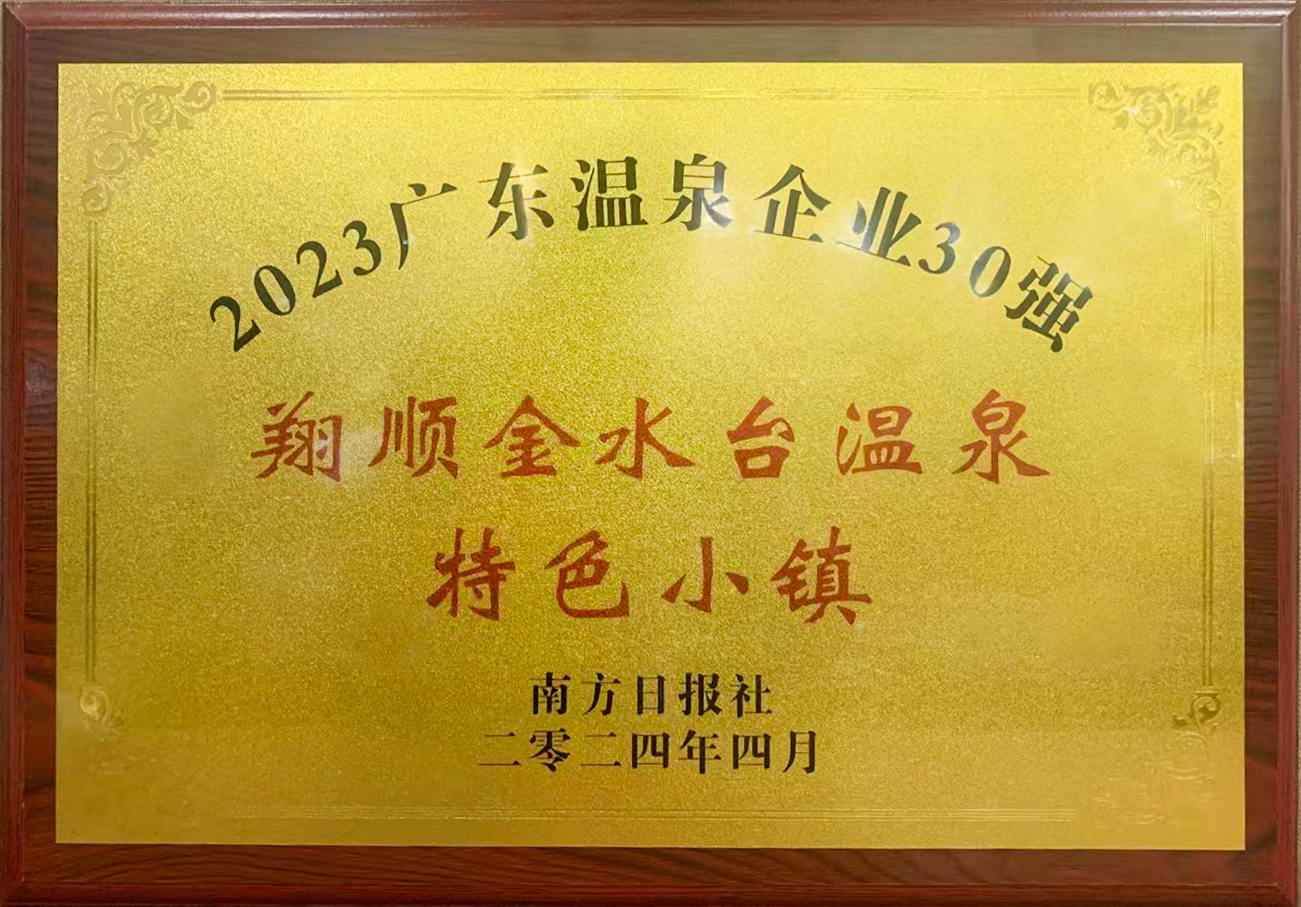 2023广东温泉企业30强
翔顺金水台温泉
特色小镇
南方日报社
二零二四年四月